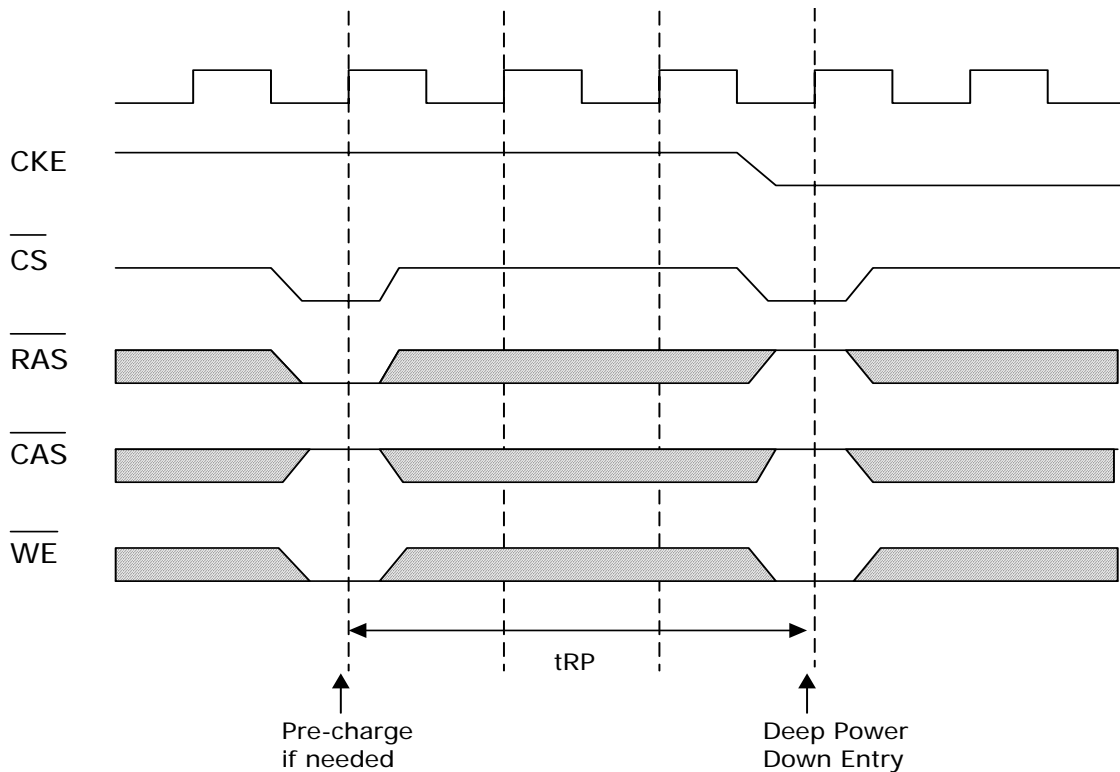 CKE
CS
RAS
CAS
WE
tRP
Pre-charge
if needed
Deep Power
Down Entry